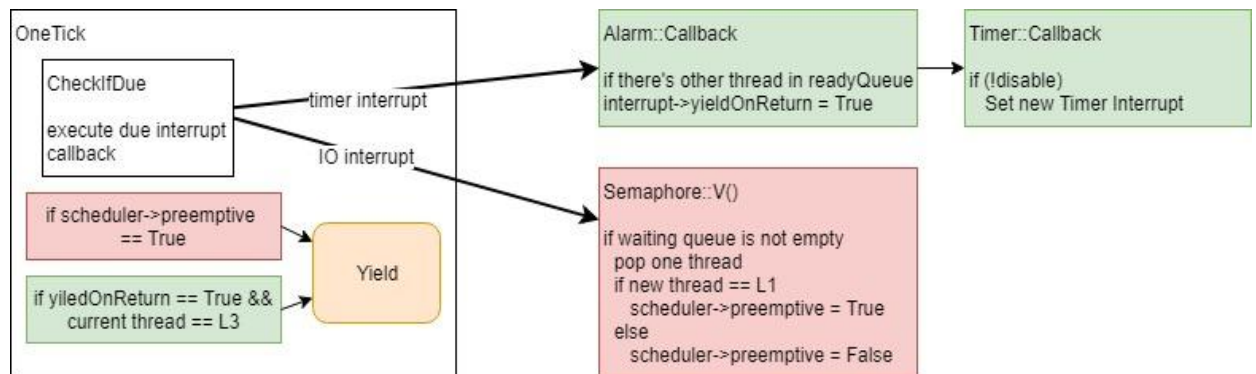 OneTick
CheckIfDue
execute due interrupt
callback
timer interrupt
IO interrupt
if scheduler->preemptive
== True
if yiledOnReturn == True &&
current thread == L3
Yield
Alarm::Callback
if there's other thread in readyQueue
interrupt->yieldOnReturn = True
Timer::Callback
if (!disable)
Set new Timer Interrupt
Semaphore::V()
if waiting queue is not empty
pop one thread
if new thread == L1
scheduler->preemptive = True
else
scheduler->preemptive = False